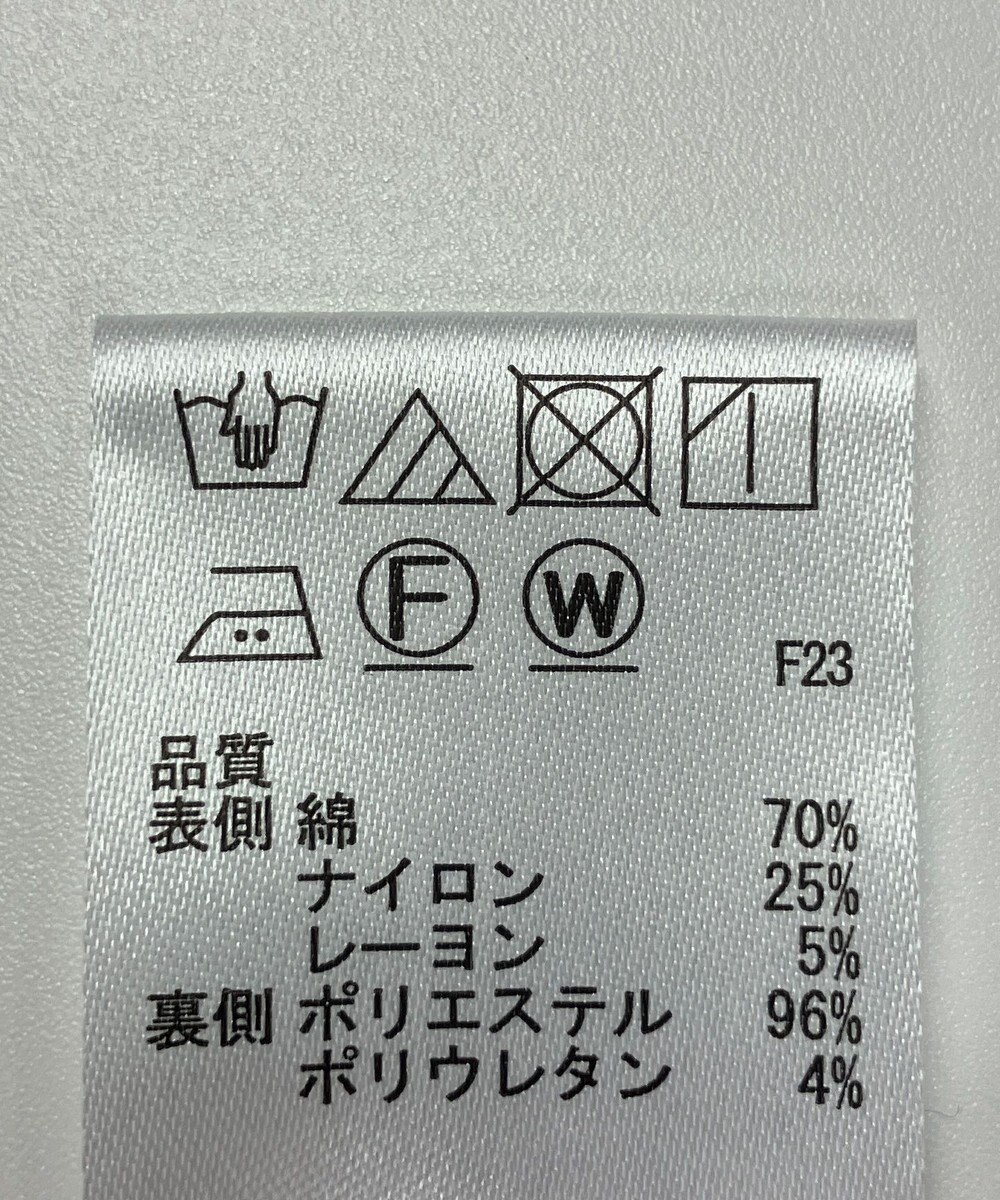 F W
F23
品質
表側 綿 70%
ナイロン 25%
レーヨン 5%
裏側 ポリエステル 96%
ポリウレタン 4%